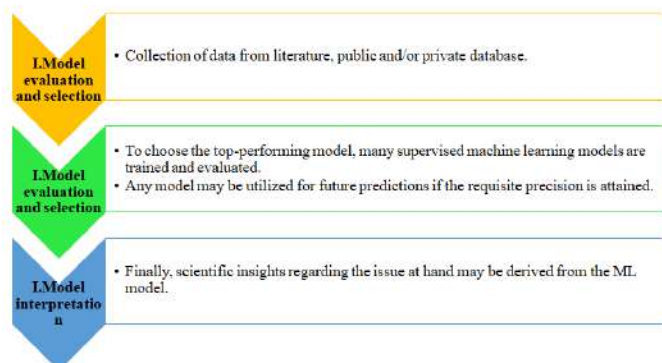 I.Model
evaluation
and selection
• Collection of data from literature, public and/or private database.
I.Model
evaluation
and selection
• To choose the top-performing model, many supervised machine learning models are
trained and evaluated.
• Any model may be utilized for future predictions if the requisite precision is attained.
I.Model
interpretatio
n
• Finally, scientific insights regarding the issue at hand may be derived from the ML
model.